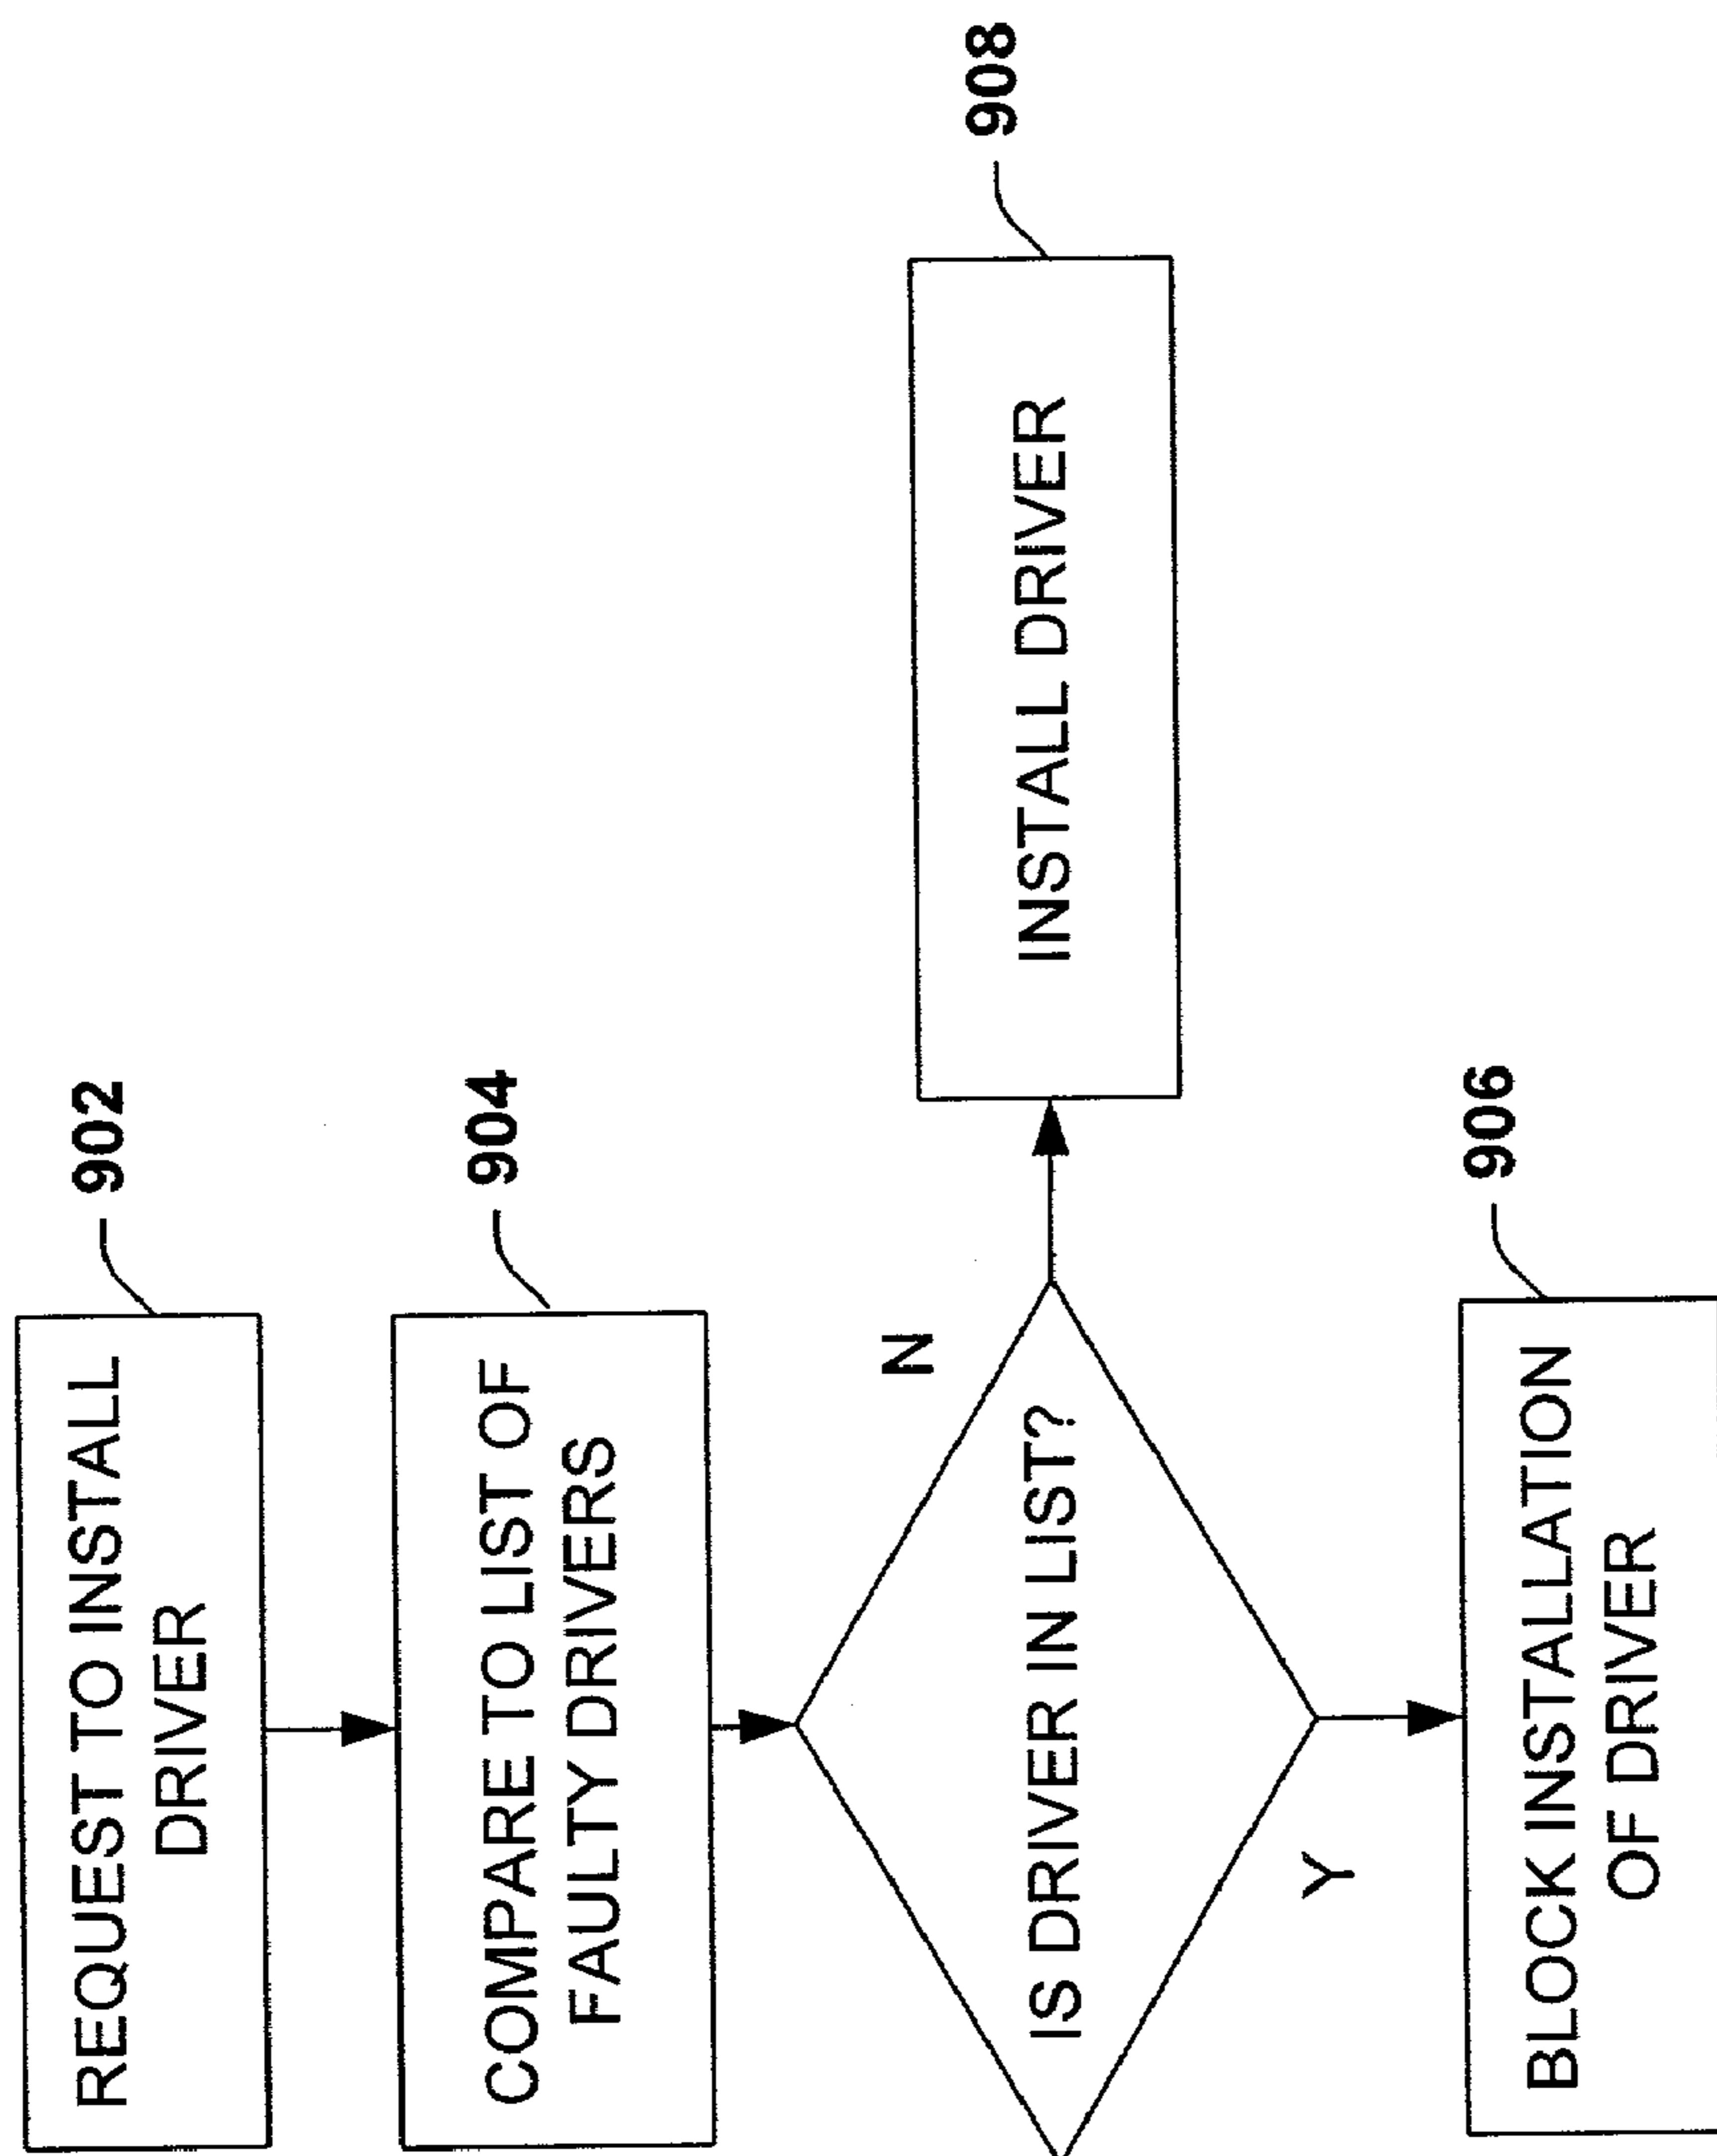 REQUEST TO INSTALL
DRIVER
902
COMPARE TO LIST OF
FAULTY DRIVERS
904
IS DRIVER IN LIST?
N
INSTALL DRIVER
908
Y
BLOCK INSTALLATION
OF DRIVER
906